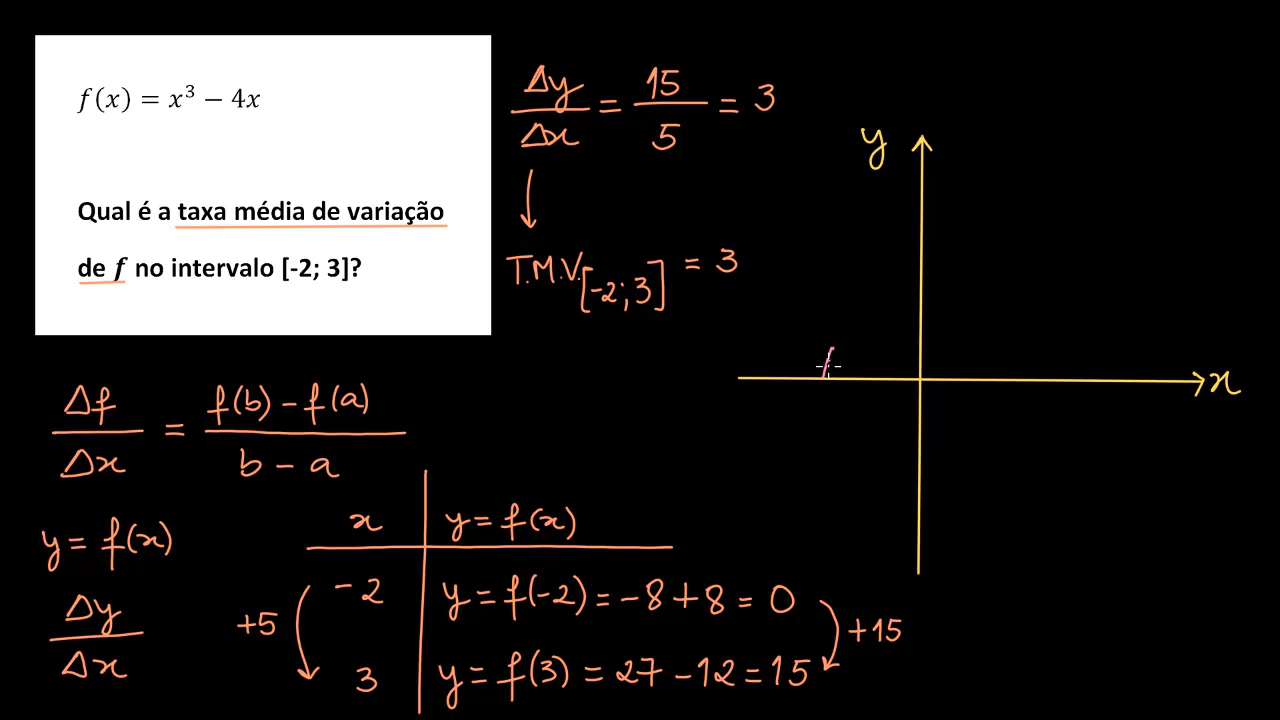 f(x) = x³ − 4x
Qual é a taxa média de variação
de f no intervalo [-2; 3]?
Δy/Δx = 15/5 = 3
↓
T.M.V.[-2;3] = 3
y
x
Δf/Δx = f(b) − f(a)/b − a
y = f(x)
Δy/Δx
x | y = f(x)
-2 | y = f(-2) = -8 + 8 = 0
+5
+15
3 | y = f(3) = 27 − 12 = 15